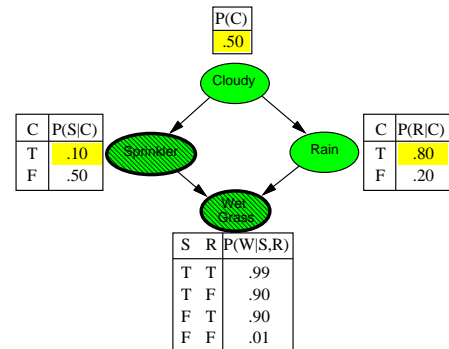 P(C)
.50
Cloudy
C P(S|C)
T .10
F .50
Sprinkler
Rain
C P(R|C)
T .80
F .20
Wet
Grass
S R P(W|S,R)
T T .99
T F .90
F T .90
F F .01